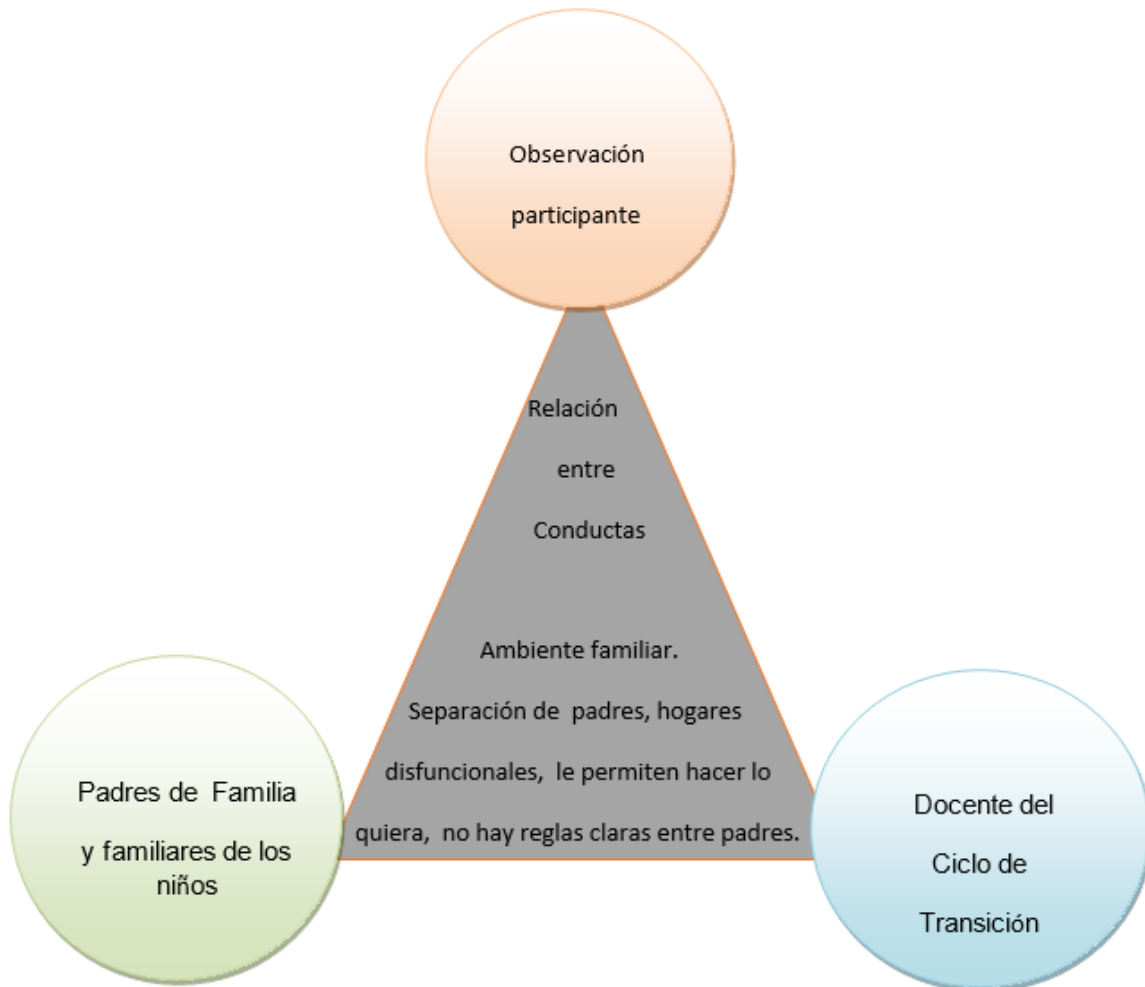 Observación
participante
Relación
entre
Conductas
Ambiente familiar.
Separación de  padres, hogares
disfuncionales,  le permiten hacer lo
quiera,  no hay reglas claras entre padres.
Padres de  Familia
y familiares de los
niños
Docente del
Ciclo de
Transición